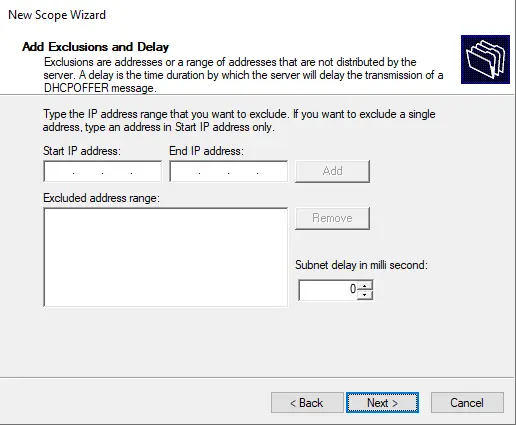 New Scope Wizard
Add Exclusions and Delay
Exclusions are addresses or a range of addresses that are not distributed by the
server. A delay is the time duration by which the server will delay the transmission of a
DHCPOFFER message.
Type the IP address range that you want to exclude. If you want to exclude a single
address, type an address in Start IP address only.
Start IP address:
End IP address:
. . .
. . .
Add
Excluded address range:
Remove
Subnet delay in milli second:
0
< Back
Next >
Cancel